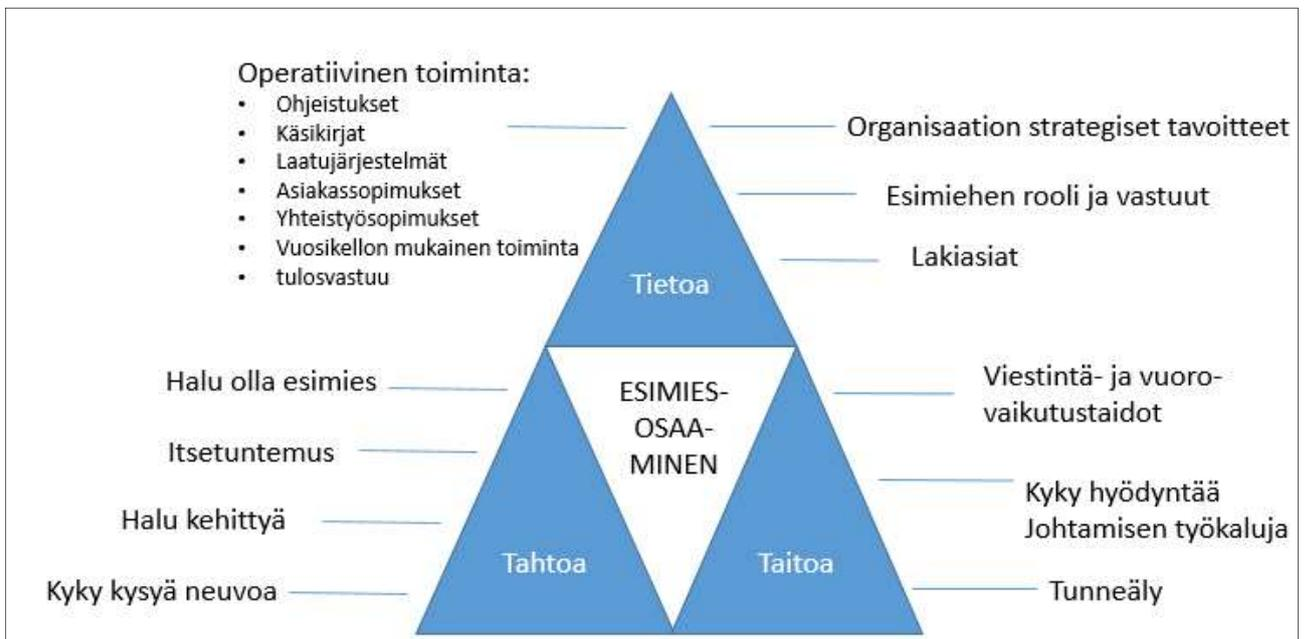 Operatiivinen toiminta:
• Ohjeistukset
• Käsikirjat
• Laatujärjestelmät
• Asiakassopimukset
• Yhteistyösopimukset
• Vuosikellon mukainen toiminta
• tulosvastuu
Organisaation strategiset tavoitteet
Esimiehen rooli ja vastuut
Lakiasiat
Tietoa
Halu olla esimies
Itsetuntemus
Halu kehittyä
Kyky kysyä neuvoa
Tahtoa
ESIMIES-
OSAA-
MINEN
Taitoa
Viestintä- ja vuoro-
vaikutustaidot
Kyky hyödyntää
Johtamisen työkaluja
Tunneäly